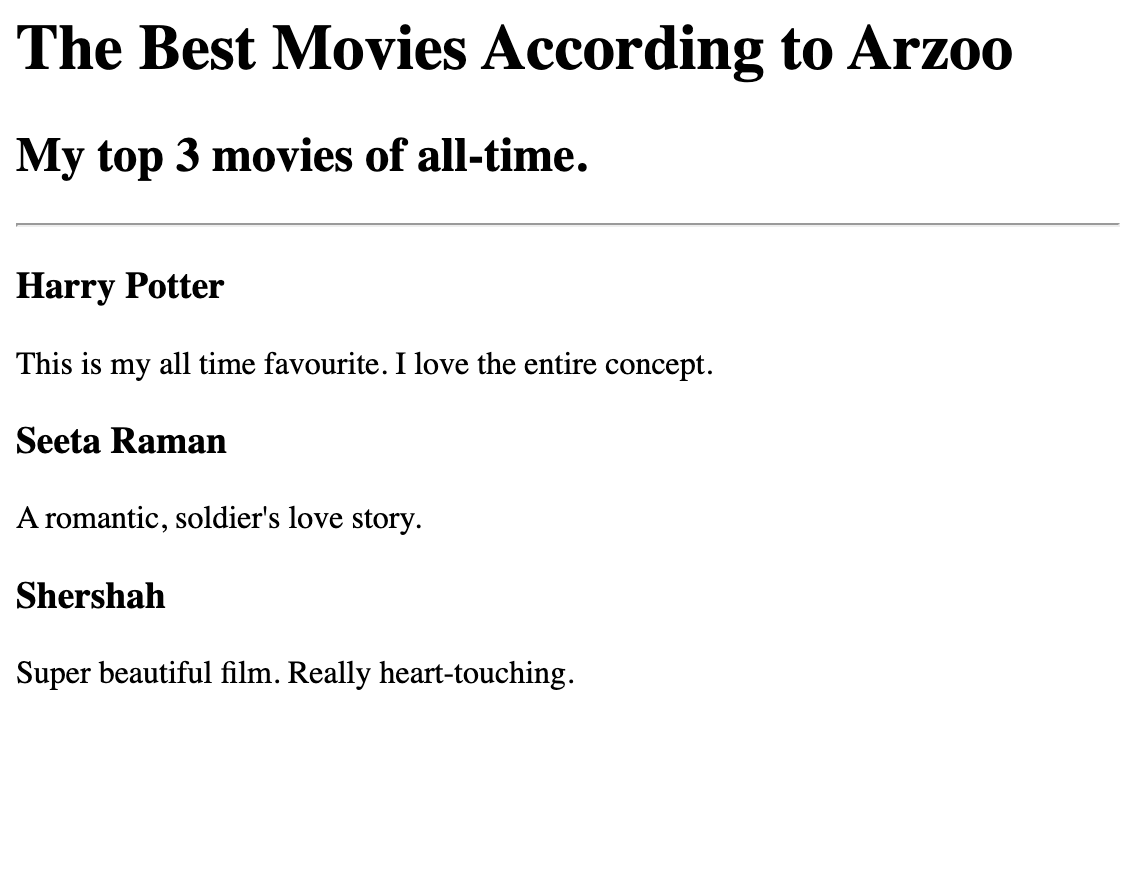 The Best Movies According to Arzoo
My top 3 movies of all-time.
Harry Potter
This is my all time favourite. I love the entire concept.
Seeta Raman
A romantic, soldier's love story.
Shershah
Super beautiful film. Really heart-touching.